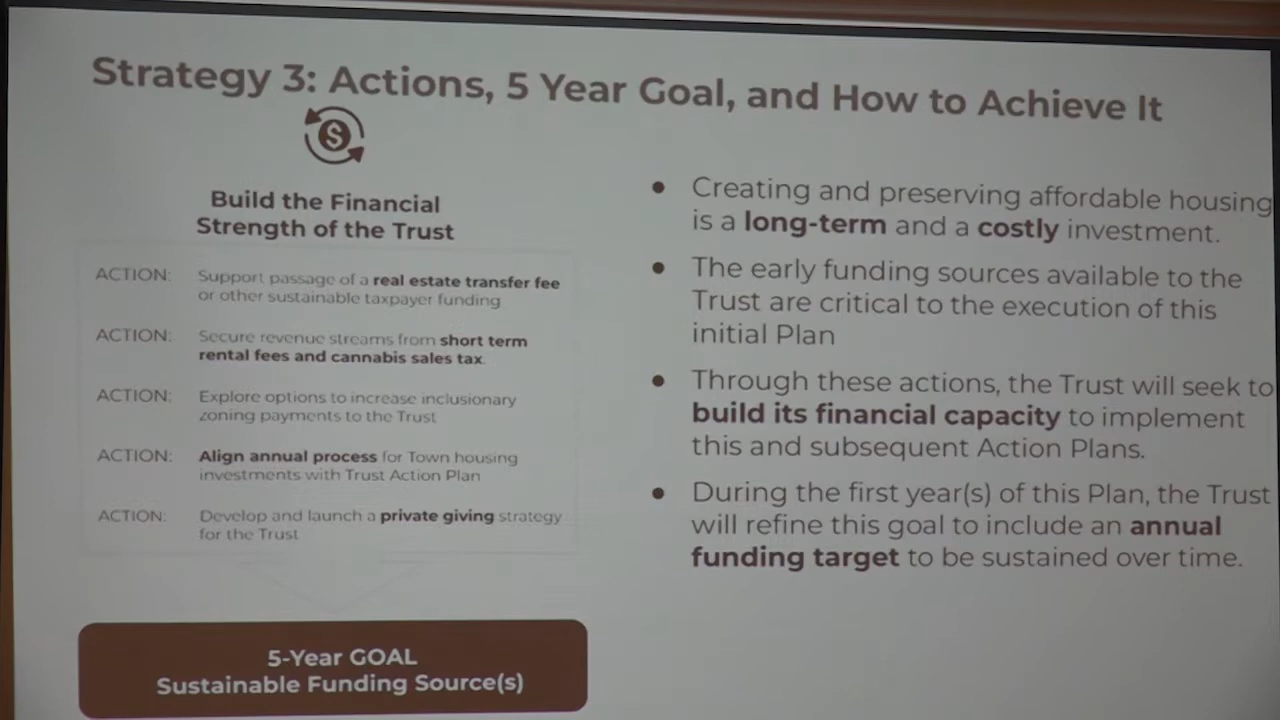 Strategy 3: Actions, 5 Year Goal, and How to Achieve It
$
Build the Financial
Strength of the Trust
ACTION: Support passage of a real estate transfer fee
or other sustainable taxpayer funding
ACTION: Secure revenue streams from short term
rental fees and cannabis sales tax.
ACTION: Explore options to increase inclusionary
zoning payments to the Trust
ACTION: Align annual process for Town housing
investments with Trust Action Plan
ACTION: Develop and launch a private giving strategy
for the Trust
5-Year GOAL
Sustainable Funding Source(s)
● Creating and preserving affordable housing
is a long-term and a costly investment.
● The early funding sources available to the
Trust are critical to the execution of this
initial Plan
● Through these actions, the Trust will seek to
build its financial capacity to implement
this and subsequent Action Plans.
● During the first year(s) of this Plan, the Trust
will refine this goal to include an annual
funding target to be sustained over time.